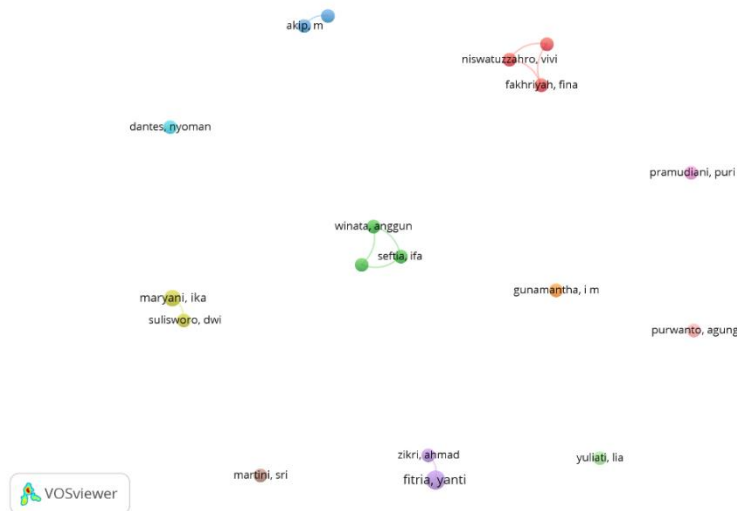 akip, m
niswatuzzahro, vivi
fakhriyah, fina
dantes, nyoman
pramudiani, puri
winata, anggun
seftia, ifa
gunamantha, i m
maryani, ika
sulisworo, dwi
purwanto, agung
zikri, ahmad
yuliati, lia
martini, sri
fitria, yanti
VOSviewer